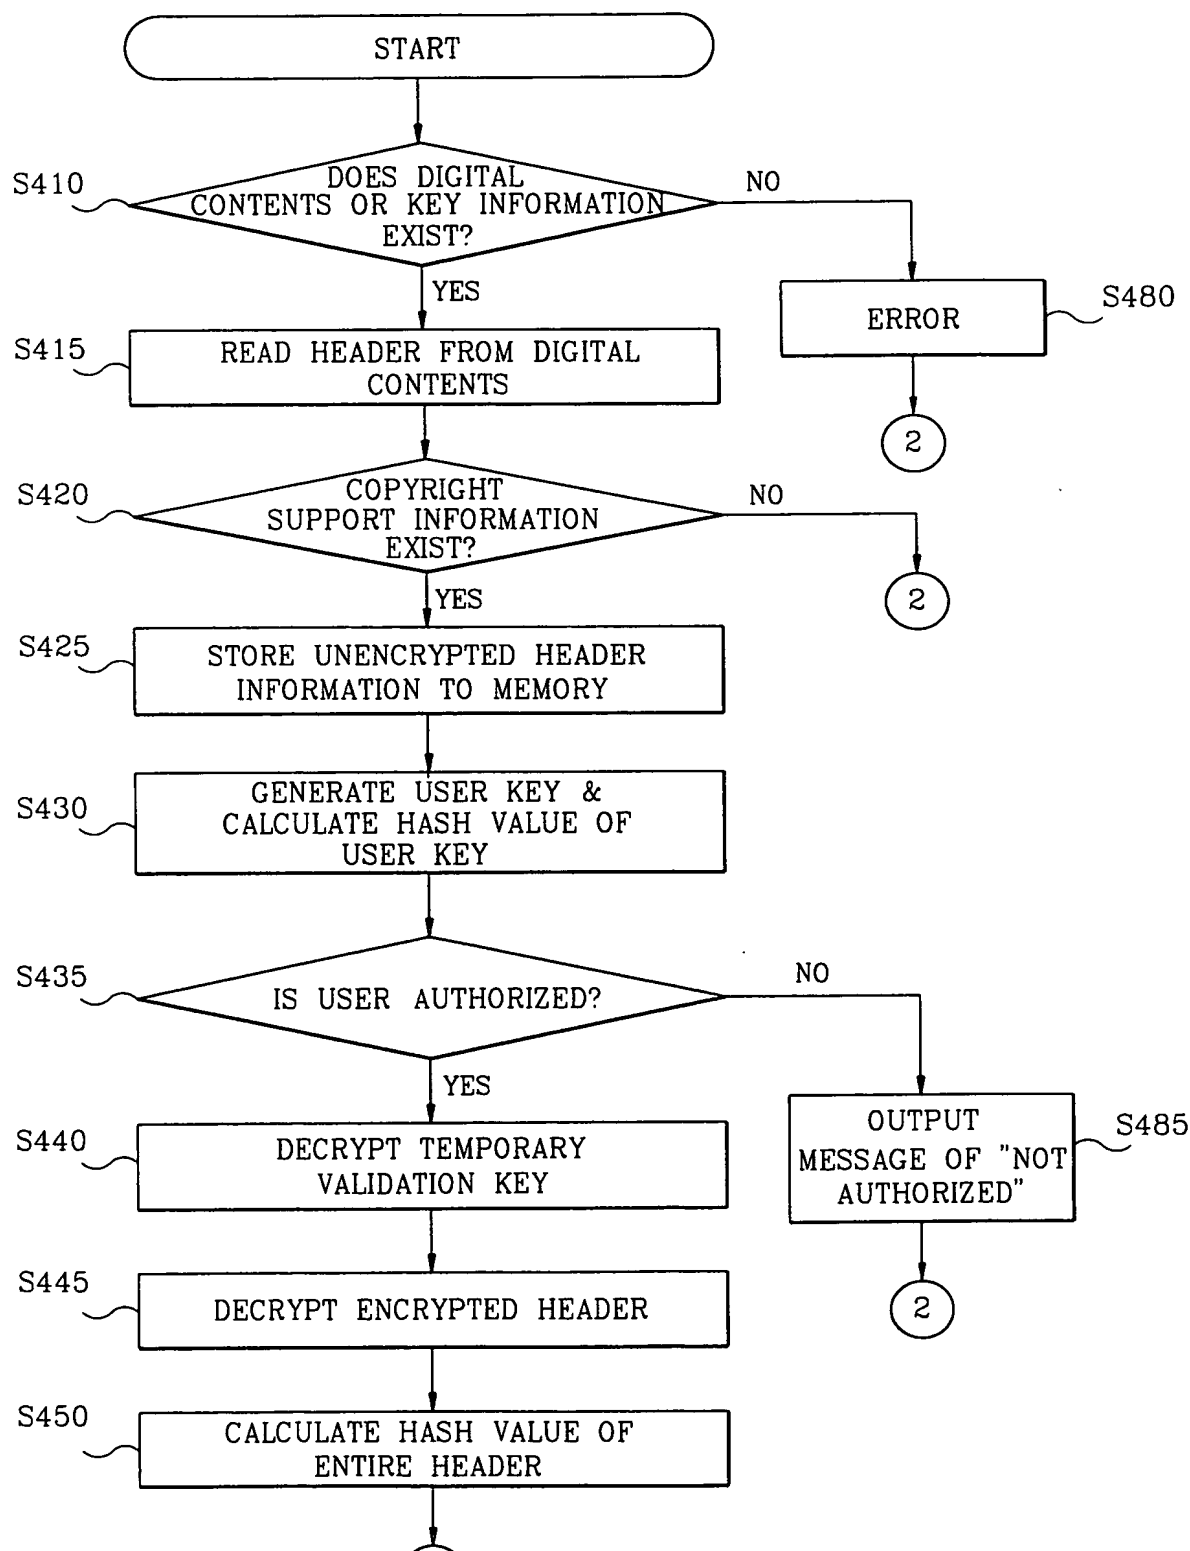 START
S410
DOES DIGITAL
CONTENTS OR KEY INFORMATION
EXIST?
NO
YES
ERROR
S480
2
S415
READ HEADER FROM DIGITAL
CONTENTS
S420
COPYRIGHT
SUPPORT INFORMATION
EXIST?
NO
2
YES
S425
STORE UNENCRYPTED HEADER
INFORMATION TO MEMORY
S430
GENERATE USER KEY &
CALCULATE HASH VALUE OF
USER KEY
S435
IS USER AUTHORIZED?
NO
YES
OUTPUT
MESSAGE OF "NOT
AUTHORIZED"
S485
2
S440
DECRYPT TEMPORARY
VALIDATION KEY
S445
DECRYPT ENCRYPTED HEADER
S450
CALCULATE HASH VALUE OF
ENTIRE HEADER